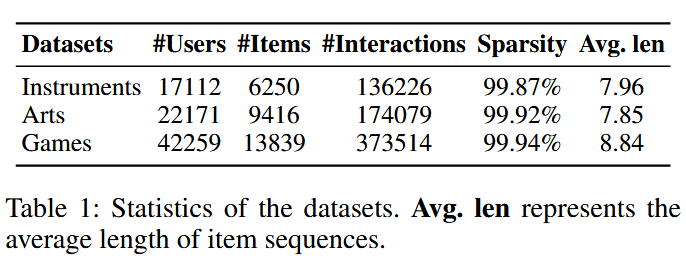 Datasets #Users #Items #Interactions Sparsity Avg. len
Instruments 17112 6250 136226 99.87% 7.96
Arts 22171 9416 174079 99.92% 7.85
Games 42259 13839 373514 99.94% 8.84
Table 1: Statistics of the datasets. Avg. len represents the
average length of item sequences.